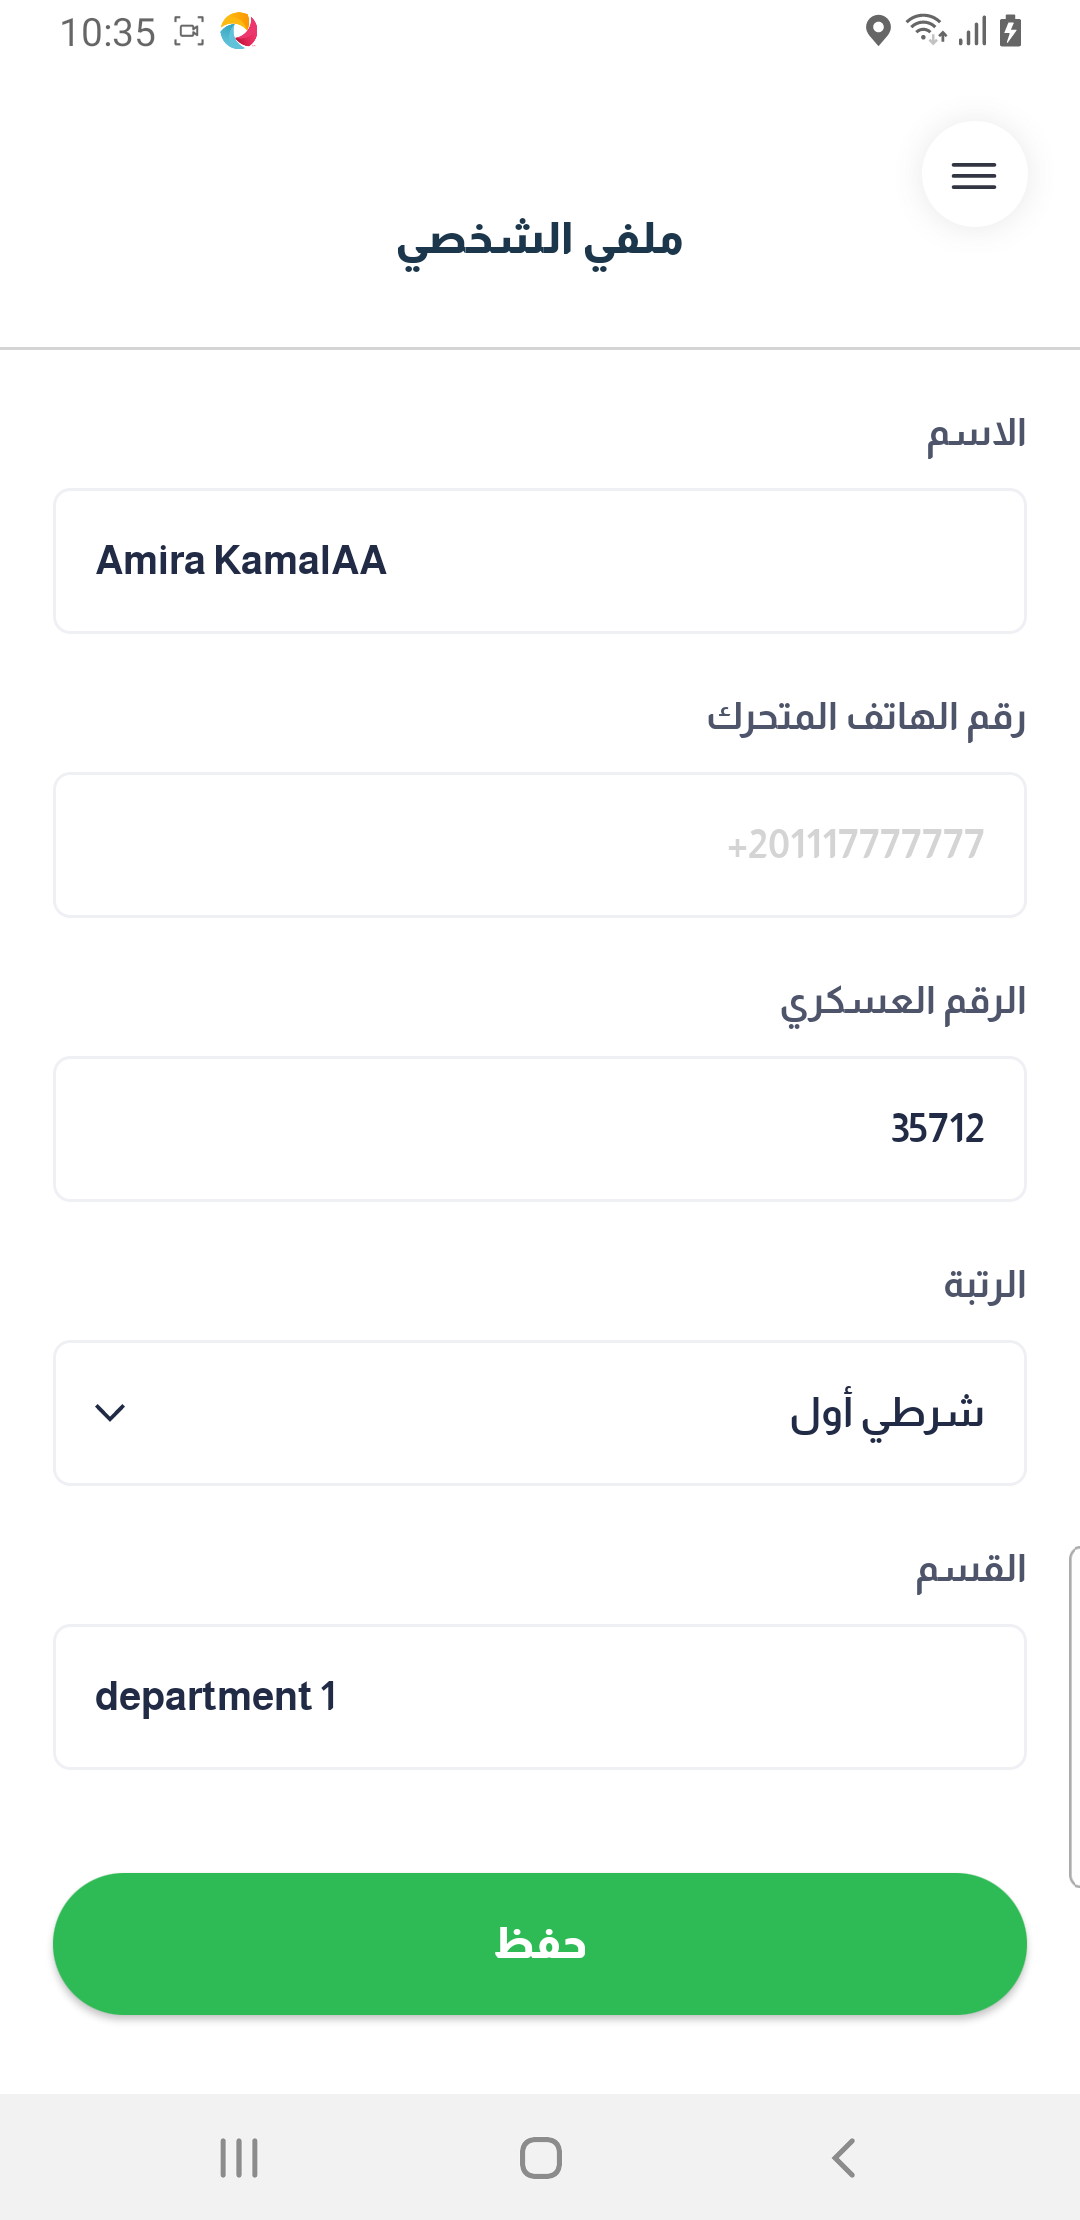 10:35
ملفي الشخصي
الاسم
Amira KamalAA
رقم الهاتف المتحرك
+201117777777
الرقم العسكري
35712
الرتبة
شرطي أول
القسم
department 1
حفظ